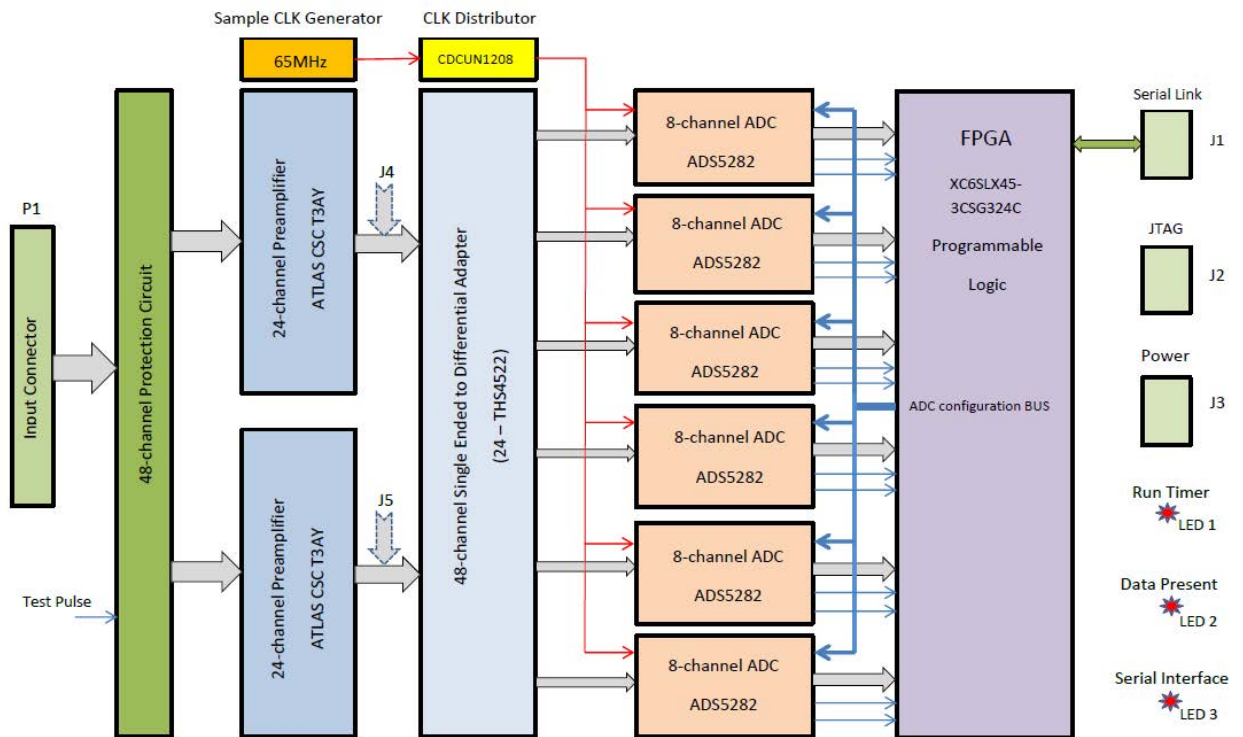 Sample CLK Generator
CLK Distributor
65MHz
CDCUN1208
P1
Input Connector
48-channel Protection Circuit
Test Pulse
24-channel Preamplifier
ATLAS CSC T3AY
24-channel Preamplifier
ATLAS CSC T3AY
J4
J5
48-channel Single Ended to Differential Adapter
(24 – THS4522)
8-channel ADC
ADS5282
8-channel ADC
ADS5282
8-channel ADC
ADS5282
8-channel ADC
ADS5282
8-channel ADC
ADS5282
8-channel ADC
ADS5282
FPGA
XC6SLX45-
3CSG324C
Programmable
Logic
ADC configuration BUS
Serial Link
J1
JTAG
J2
Power
J3
Run Timer
LED 1
Data Present
LED 2
Serial Interface
LED 3